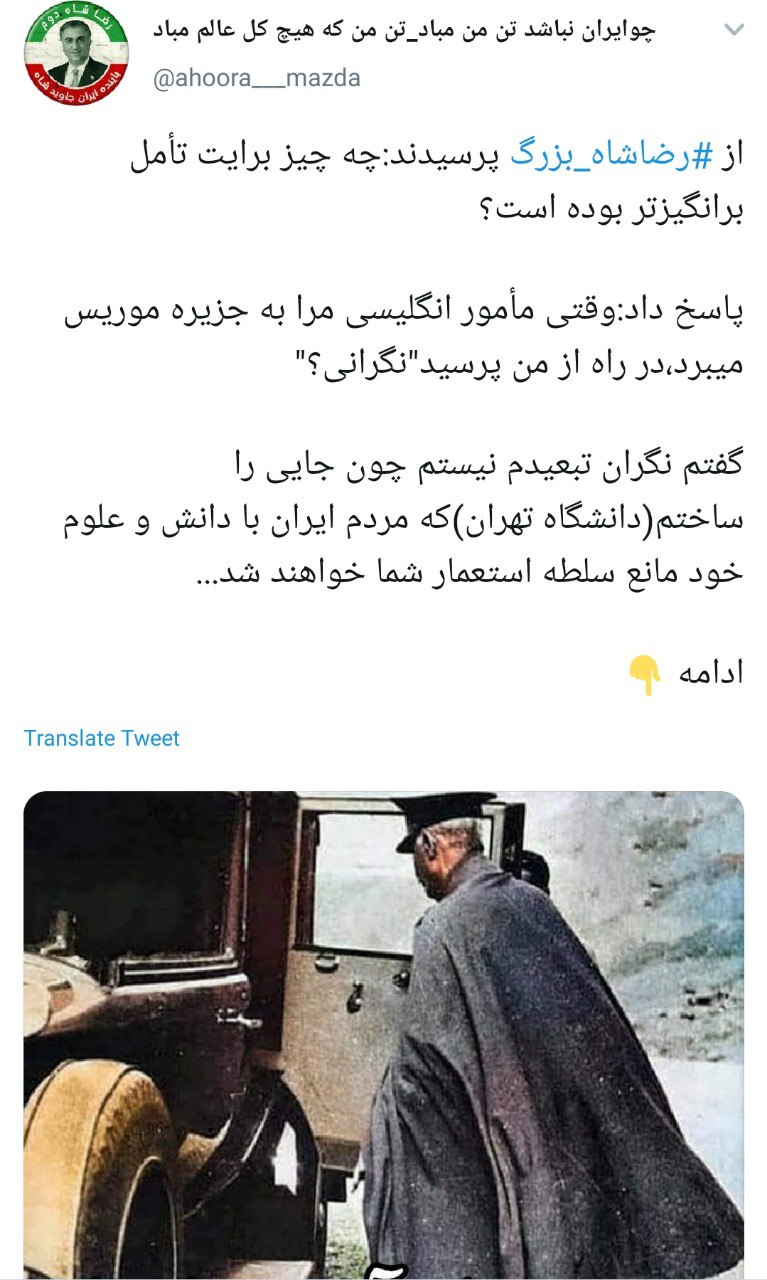 رضا شاه دوم
پاینده ایران جاوید شاه
چوایران نباشد تن من مباد_تن من که هیچ کل عالم مباد
@ahoora___mazda
از #رضاشاه_بزرگ پرسیدند:چه چیز برایت تأمل
برانگیزتر بوده است؟
پاسخ داد:وقتی مأمور انگلیسی مرا به جزیره موریس
میبرد،در راه از من پرسید"نگرانی؟"
گفتم نگران تبعیدم نیستم چون جایی را
ساختم(دانشگاه تهران)که مردم ایران با دانش و علوم
خود مانع سلطه استعمار شما خواهند شد...
ادامه 👇
Translate Tweet